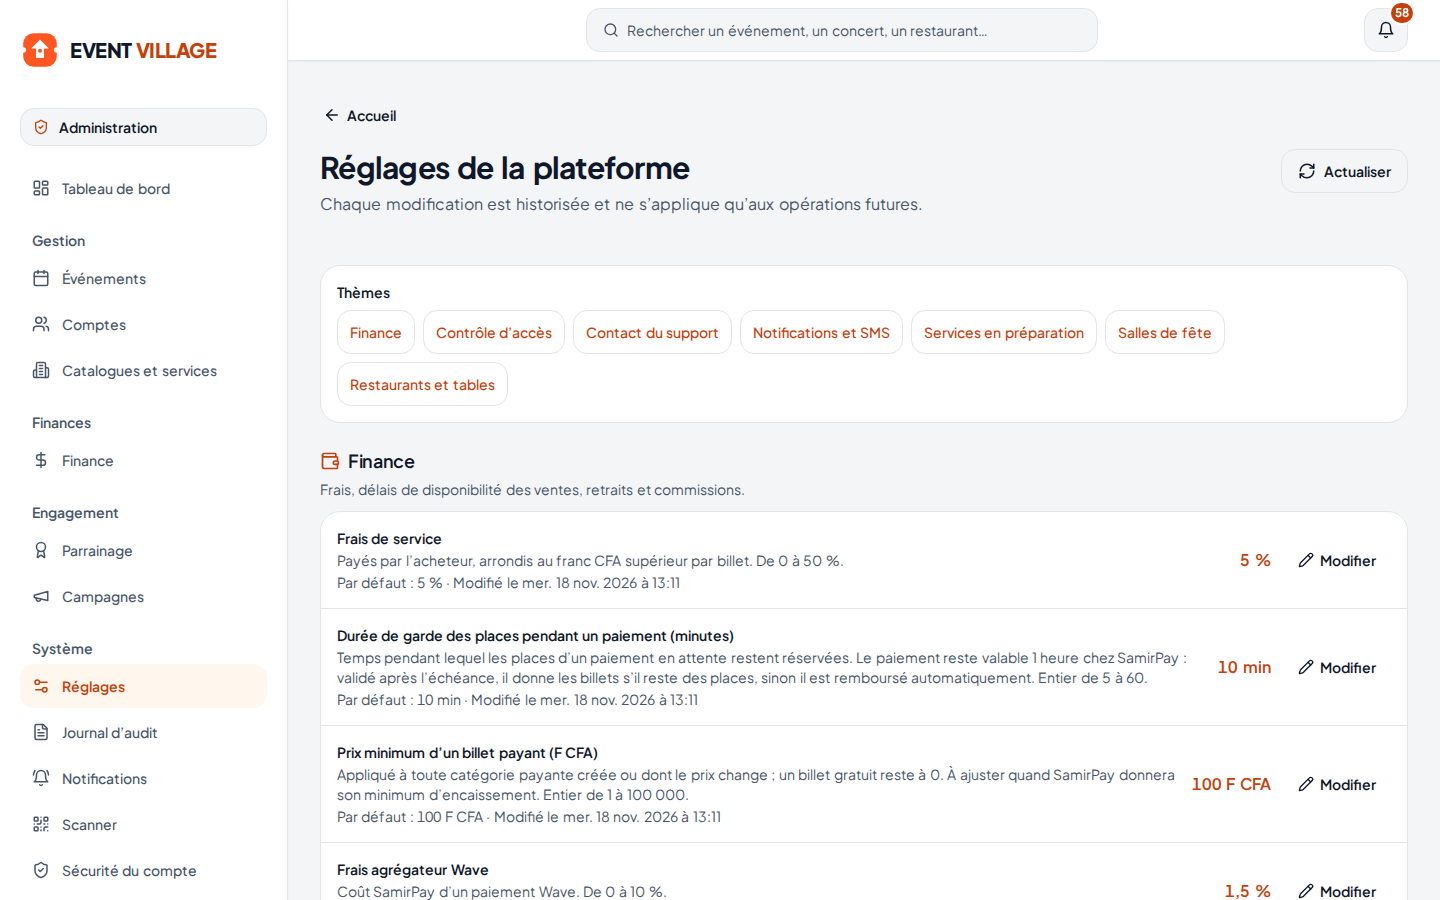 EVENT VILLAGE
Rechercher un événement, un concert, un restaurant...
58
Administration
Tableau de bord
Gestion
Événements
Comptes
Catalogues et services
Finances
Finance
Engagement
Parrainage
Campagnes
Système
Réglages
Journal d’audit
Notifications
Scanner
Sécurité du compte
Accueil
Réglages de la plateforme
Chaque modification est historisée et ne s’applique qu’aux opérations futures.
Actualiser
Thèmes
Finance
Contrôle d’accès
Contact du support
Notifications et SMS
Services en préparation
Salles de fête
Restaurants et tables
Finance
Frais, délais de disponibilité des ventes, retraits et commissions.
Frais de service
Payés par l’acheteur, arrondis au franc CFA supérieur par billet. De 0 à 50 %.
Par défaut : 5 % · Modifié le mer. 18 nov. 2026 à 13:11
5 %
Modifier
Durée de garde des places pendant un paiement (minutes)
Temps pendant lequel les places d’un paiement en attente restent réservées. Le paiement reste valable 1 heure chez SamirPay :
validé après l’échéance, il donne les billets s’il reste des places, sinon il est remboursé automatiquement. Entier de 5 à 60.
Par défaut : 10 min · Modifié le mer. 18 nov. 2026 à 13:11
10 min
Modifier
Prix minimum d’un billet payant (F CFA)
Appliqué à toute catégorie payante créée ou dont le prix change ; un billet gratuit reste à 0. À ajuster quand SamirPay donnera
son minimum d’encaissement. Entier de 1 à 100 000.
Par défaut : 100 F CFA · Modifié le mer. 18 nov. 2026 à 13:11
100 F CFA
Modifier
Frais agrégateur Wave
Coût SamirPay d’un paiement Wave. De 0 à 10 %.
1,5 %
Modifier